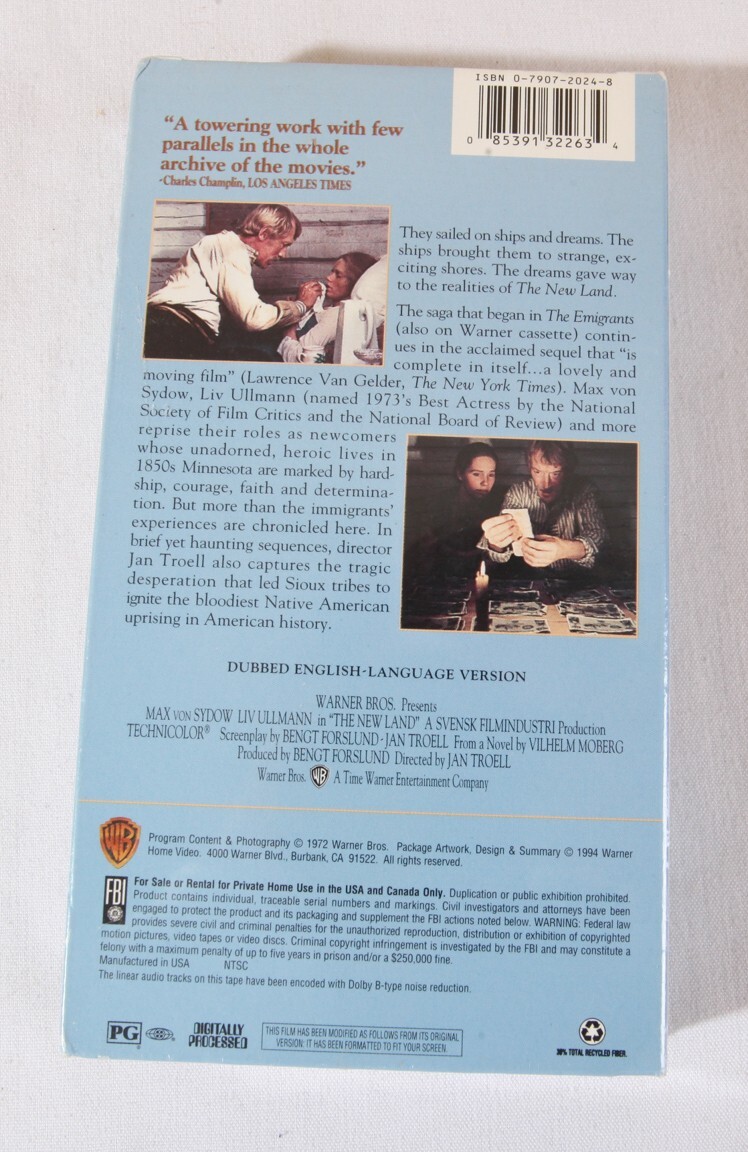 ISBN 0-7907-2024-8
0 85391 32263 4
“A towering work with few
parallels in the whole
archive of the movies.”
-Charles Champlin, LOS ANGELES TIMES
They sailed on ships and dreams. The
ships brought them to strange, ex-
citing shores. The dreams gave way
to the realities of The New Land.
The saga that began in The Emigrants
(also on Warner cassette) contin-
ues in the acclaimed sequel that “is
complete in itself...a lovely and
moving film” (Lawrence Van Gelder, The New York Times). Max von
Sydow, Liv Ullmann (named 1973’s Best Actress by the National
Society of Film Critics and the National Board of Review) and more
reprise their roles as newcomers
whose unadorned, heroic lives in
1850s Minnesota are marked by hard-
ship, courage, faith and determina-
tion. But more than the immigrants’
experiences are chronicled here. In
brief yet haunting sequences, director
Jan Troell also captures the tragic
desperation that led Sioux tribes to
ignite the bloodiest Native American
uprising in American history.
DUBBED ENGLISH-LANGUAGE VERSION
WARNER BROS. Presents
MAX VON SYDOW LIV ULLMANN in “THE NEW LAND” A SVENSK FILMINDUSTRI Production
TECHNICOLOR® Screenplay by BENGT FORSLUND-JAN TROELL From a Novel by VILHELM MOBERG
Produced by BENGT FORSLUND Directed by JAN TROELL
Warner Bros. WB A Time Warner Entertainment Company
WB
Program Content & Photography © 1972 Warner Bros. Package Artwork, Design & Summary © 1994 Warner
Home Video. 4000 Warner Blvd., Burbank, CA 91522. All rights reserved.
FBI
For Sale or Rental for Private Home Use in the USA and Canada Only. Duplication or public exhibition prohibited.
Product contains individual, traceable serial numbers and markings. Civil investigators and attorneys have been
engaged to protect the product and its packaging and supplement the FBI actions noted below. WARNING: Federal law
provides severe civil and criminal penalties for the unauthorized reproduction, distribution or exhibition of copyrighted
motion pictures, video tapes or video discs. Criminal copyright infringement is investigated by the FBI and may constitute a
felony with a maximum penalty of up to five years in prison and/or a $250,000 fine.
Manufactured in USA NTSC
The linear audio tracks on this tape have been encoded with Dolby B-type noise reduction.
PG
DIGITALLY
PROCESSED
THIS FILM HAS BEEN MODIFIED AS FOLLOWS FROM ITS ORIGINAL
VERSION: IT HAS BEEN FORMATTED TO FIT YOUR SCREEN.
30% TOTAL RECYCLED FIBER.